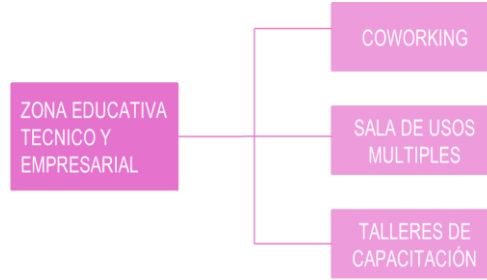 ZONA EDUCATIVA
TECNICO Y
EMPRESARIAL
COWORKING
SALA DE USOS
MULTIPLES
TALLERES DE
CAPACITACIÓN